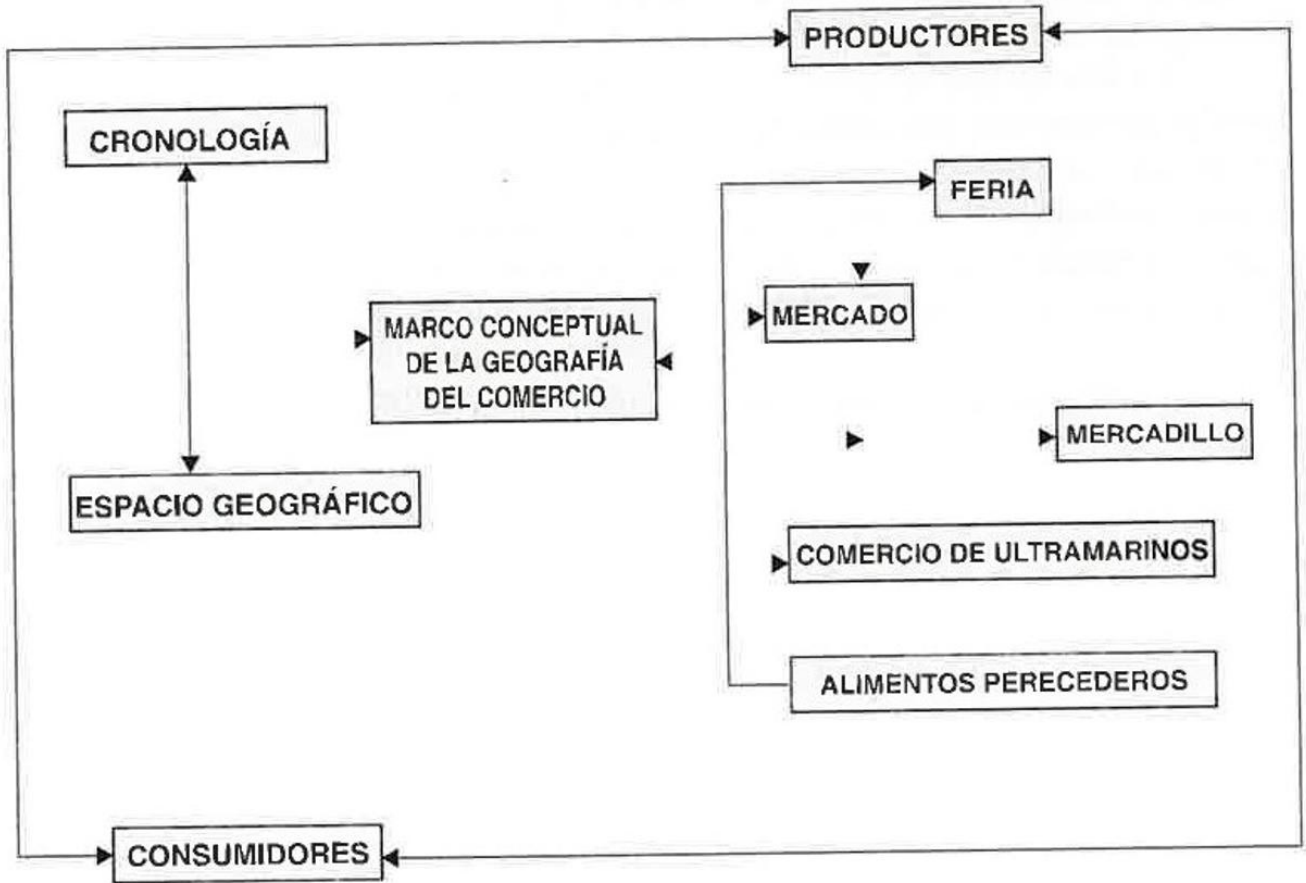 PRODUCTORES
CRONOLOGÍA
FERIA
MERCADO
MARCO CONCEPTUAL
DE LA GEOGRAFÍA
DEL COMERCIO
MERCADILLO
ESPACIO GEOGRÁFICO
COMERCIO DE ULTRAMARINOS
ALIMENTOS PERECEDEROS
CONSUMIDORES